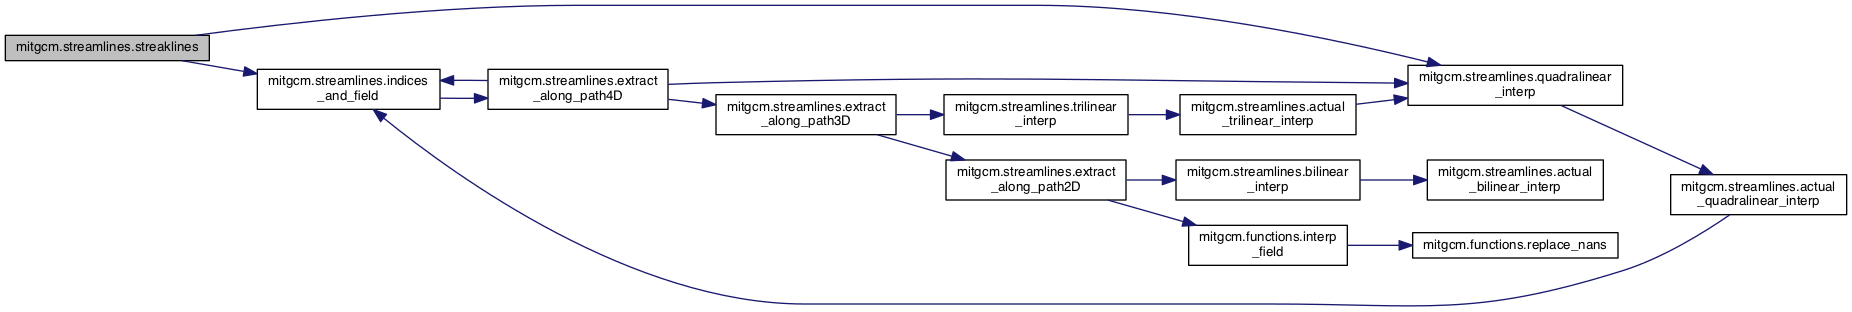 mitgcm.streamlines.streaklines
mitgcm.streamlines.indices
_and_field
mitgcm.streamlines.extract
_along_path4D
mitgcm.streamlines.extract
_along_path3D
mitgcm.streamlines.trilinear
_interp
mitgcm.streamlines.actual
_trilinear_interp
mitgcm.streamlines.quadralinear
_interp
mitgcm.streamlines.extract
_along_path2D
mitgcm.streamlines.bilinear
_interp
mitgcm.streamlines.actual
_bilinear_interp
mitgcm.streamlines.actual
_quadralinear_interp
mitgcm.functions.interp
_field
mitgcm.functions.replace_nans